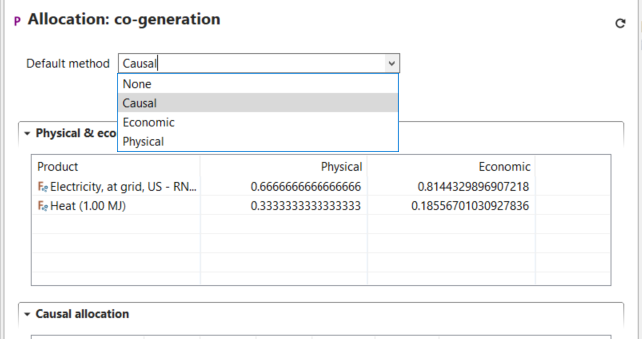 P Allocation: co-generation
Default method Causal
None
Causal
Economic
Physical
Physical & eco
Product Physical Economic
Electricity, at grid, US - RN... 0.6666666666666666 0.8144329896907218
Heat (1.00 MJ) 0.3333333333333333 0.18556701030927836
Causal allocation